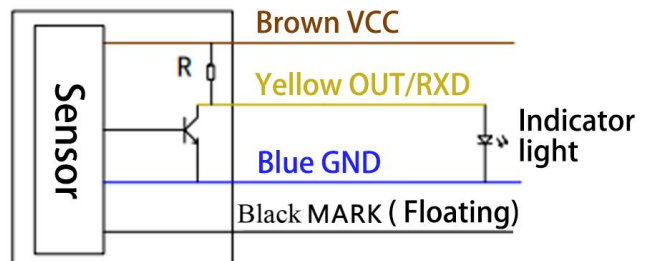 Brown VCC
R
Yellow OUT/RXD
Sensor
Indicator
light
Blue GND
Black MARK ( Floating)